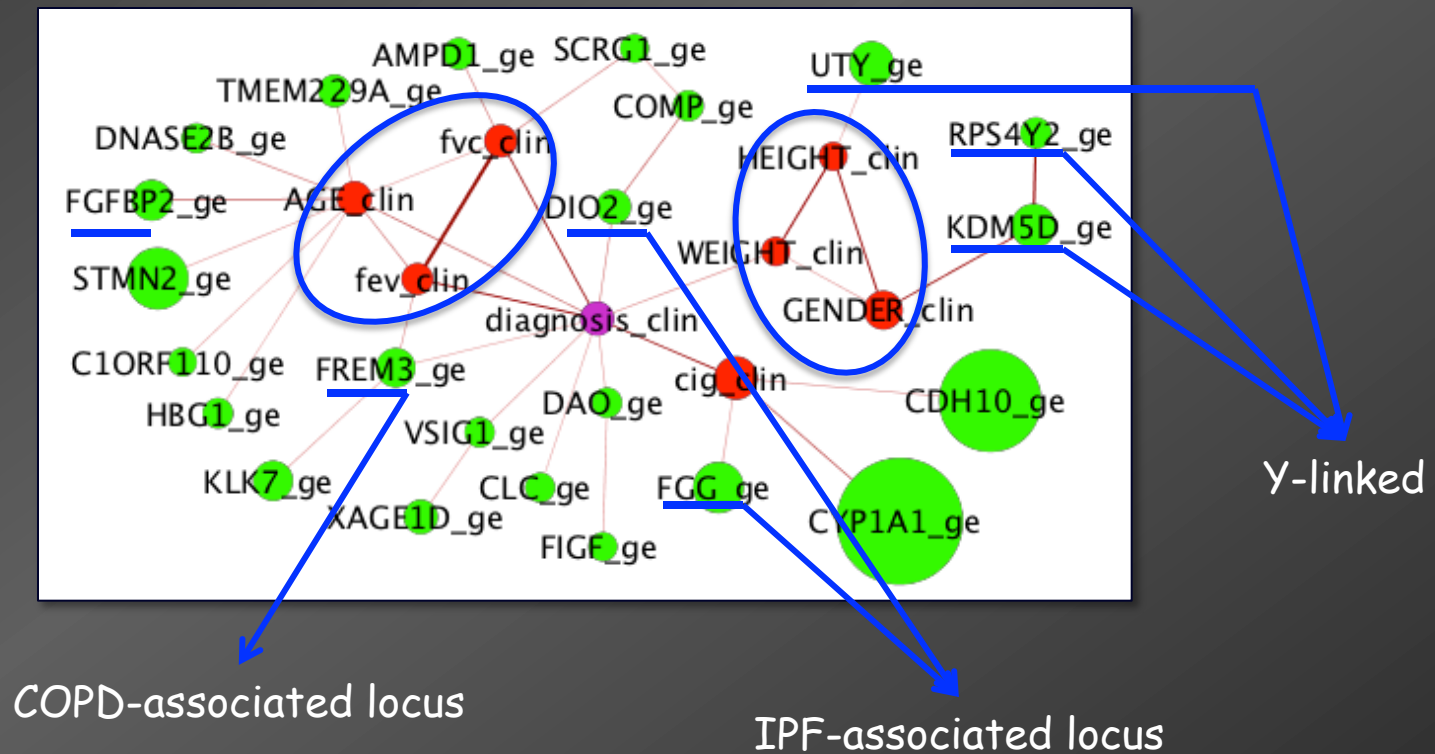 AMPD1_ge
SCRG1_ge
UTY_ge
TMEM229A_ge
COMP_ge
DNASE2B_ge
fvc_clin
HEIGHT_clin
RPS4Y2_ge
FGFBP2_ge
AGE_clin
DIO2_ge
KDM5D_ge
STMN2_ge
fev_clin
WEIGHT_clin
diagnosis_clin
GENDER_clin
C1ORF110_ge
FREM3_ge
cig_clin
HBG1_ge
VSIG1_ge
DAO_ge
CDH10_ge
KLK7_ge
XAGE1D_ge
CLC_ge
FGG_ge
CYP1A1_ge
FIGF_ge
Y-linked
COPD-associated locus
IPF-associated locus